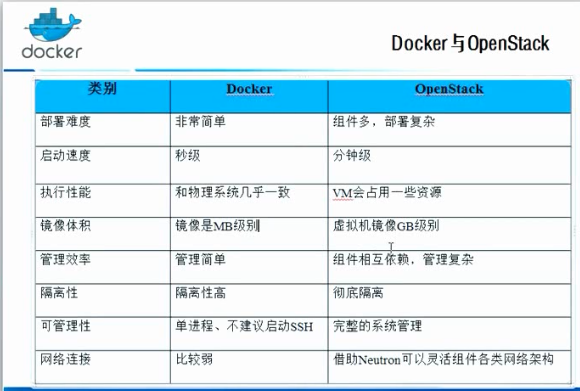 docker
Docker与OpenStack
类别 Docker OpenStack
部署难度 非常简单 组件多，部署复杂
启动速度 秒级 分钟级
执行性能 和物理系统几乎一致 VM会占用一些资源
镜像体积 镜像是MB级别 虚拟机镜像GB级别
管理效率 管理简单 组件相互依赖，管理复杂
隔离性 隔离性高 彻底隔离
可管理性 单进程、不建议启动SSH 完整的系统管理
网络连接 比较弱 借助Neutron可以灵活组件各类网络架构